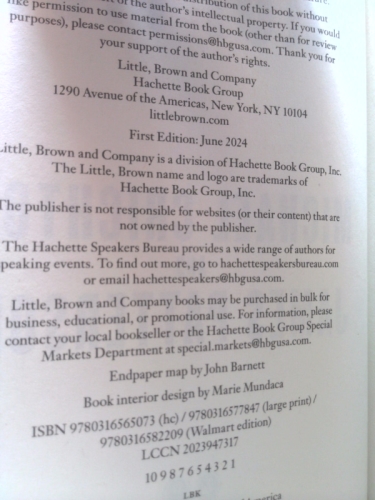 distribution of this book without
of the author's intellectual property. If you would
like permission to use material from the book (other than for review
purposes), please contact permissions@hbgusa.com. Thank you for
your support of the author's rights.
Little, Brown and Company
Hachette Book Group
1290 Avenue of the Americas, New York, NY 10104
littlebrown.com
First Edition: June 2024
Little, Brown and Company is a division of Hachette Book Group, Inc.
The Little, Brown name and logo are trademarks of
Hachette Book Group, Inc.
The publisher is not responsible for websites (or their content) that are
not owned by the publisher.
The Hachette Speakers Bureau provides a wide range of authors for
peaking events. To find out more, go to hachettespeakersbureau.com
or email hachettespeakers@hbgusa.com.
Little, Brown and Company books may be purchased in bulk for
business, educational, or promotional use. For information, please
contact your local bookseller or the Hachette Book Group Special
Markets Department at special.markets@hbgusa.com.
Endpaper map by John Barnett
Book interior design by Marie Mundaca
ISBN 9780316565073 (hc) / 9780316577847 (large print) /
9780316582209 (Walmart edition)
LCCN 2023947317
10 9 8 7 6 5 4 3 2 1
LBK